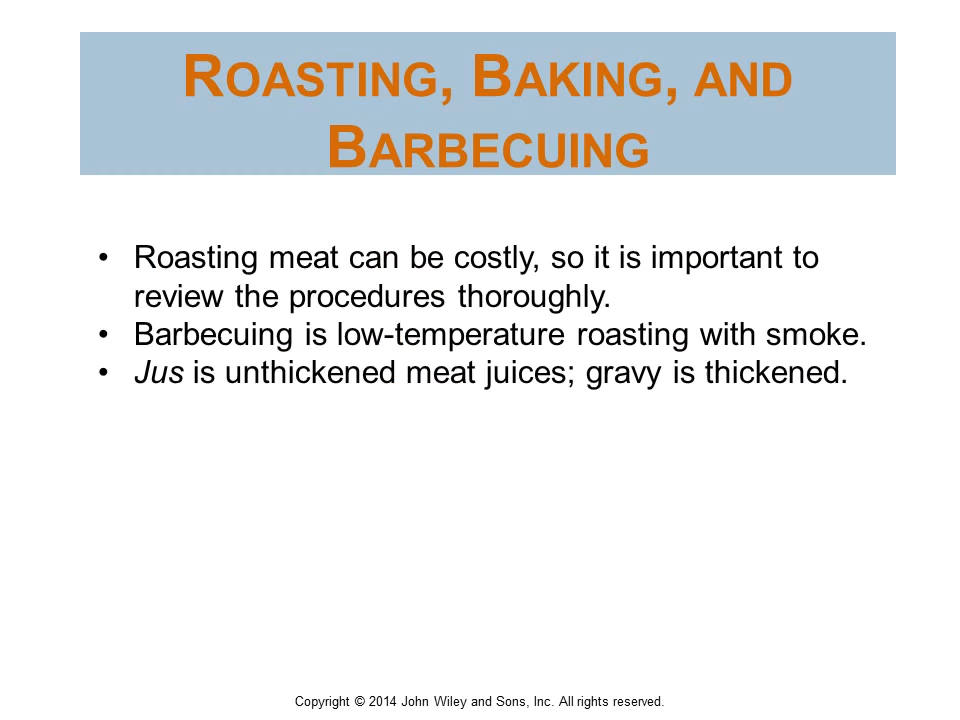 ROASTING, BAKING, AND
BARBECUING
• Roasting meat can be costly, so it is important to
review the procedures thoroughly.
• Barbecuing is low-temperature roasting with smoke.
• Jus is unthickened meat juices; gravy is thickened.
Copyright © 2014 John Wiley and Sons, Inc. All rights reserved.